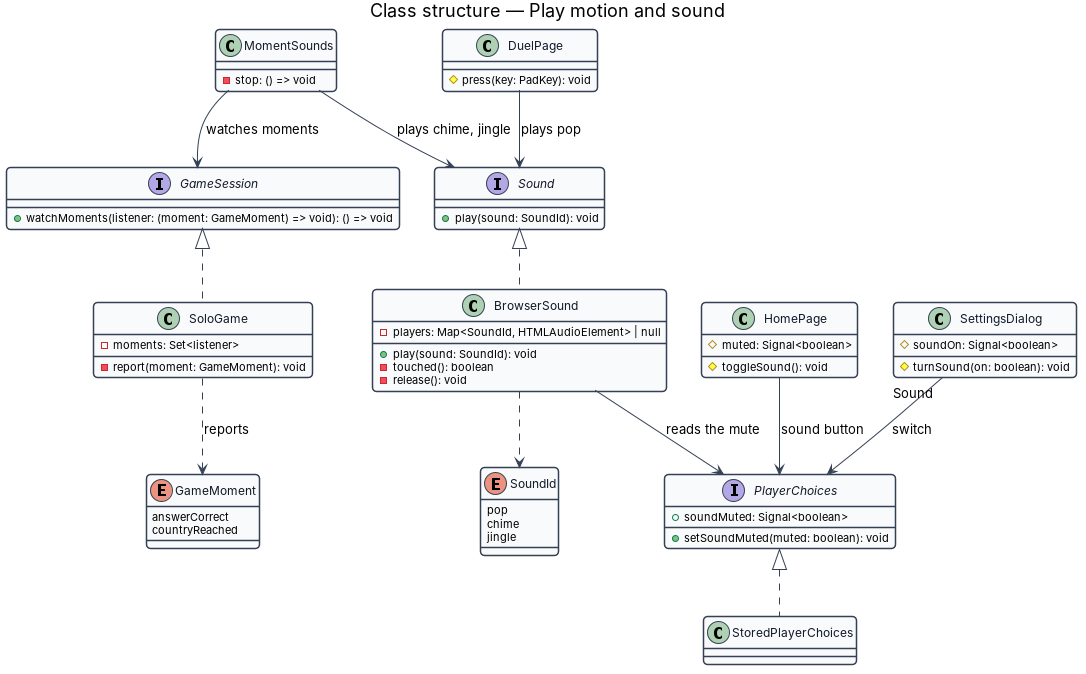 Class structure — Play motion and sound
C MomentSounds
stop: () => void
C DuelPage
press(key: PadKey): void
watches moments
plays chime, jingle
plays pop
I GameSession
watchMoments(listener: (moment: GameMoment) => void): () => void
I Sound
play(sound: SoundId): void
C SoloGame
moments: Set<listener>
report(moment: GameMoment): void
C BrowserSound
players: Map<SoundId, HTMLAudioElement> | null
play(sound: SoundId): void
touched(): boolean
release(): void
C HomePage
muted: Signal<boolean>
toggleSound(): void
C SettingsDialog
soundOn: Signal<boolean>
turnSound(on: boolean): void
reports
reads the mute
sound button
Sound
switch
E GameMoment
answerCorrect
countryReached
E SoundId
pop
chime
jingle
I PlayerChoices
soundMuted: Signal<boolean>
setSoundMuted(muted: boolean): void
C StoredPlayerChoices